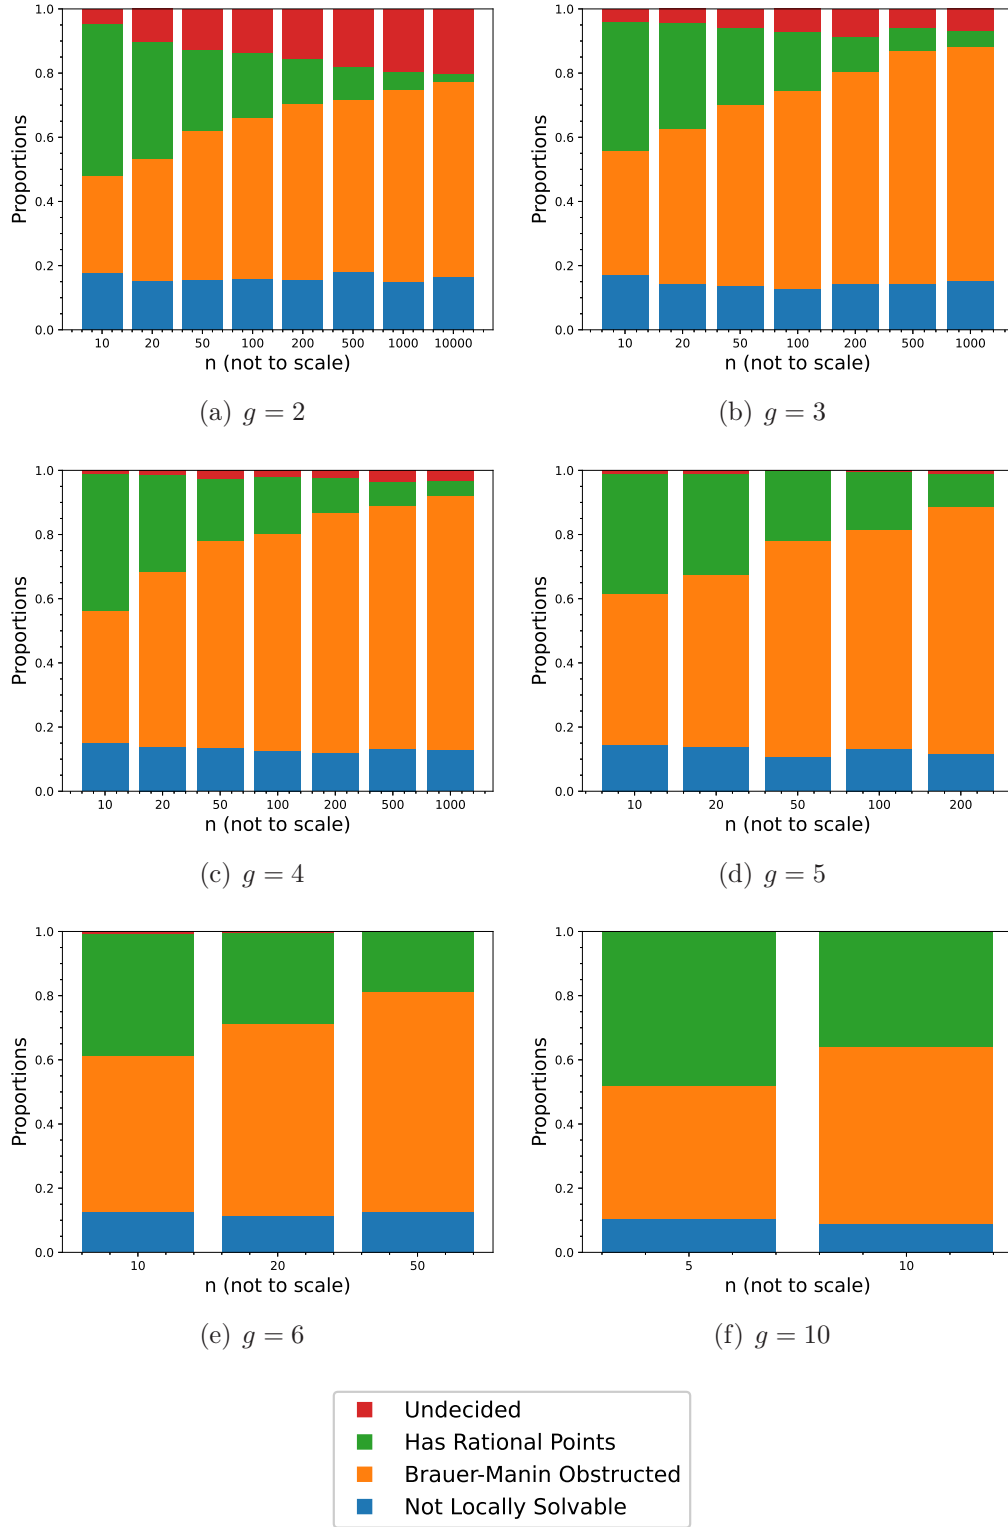 1.0
0.8
0.6
0.4
0.2
0.0
Proportions
10 20 50 100 200 500 1000 10000
n (not to scale)
(a) g = 2
1.0
0.8
0.6
0.4
0.2
0.0
Proportions
10 20 50 100 200 500 1000
n (not to scale)
(b) g = 3
1.0
0.8
0.6
0.4
0.2
0.0
Proportions
10 20 50 100 200 500 1000
n (not to scale)
(c) g = 4
1.0
0.8
0.6
0.4
0.2
0.0
Proportions
10 20 50 100 200
n (not to scale)
(d) g = 5
1.0
0.8
0.6
0.4
0.2
0.0
Proportions
10 20 50
n (not to scale)
(e) g = 6
1.0
0.8
0.6
0.4
0.2
0.0
Proportions
5 10
n (not to scale)
(f) g = 10
Undecided
Has Rational Points
Brauer-Manin Obstructed
Not Locally Solvable